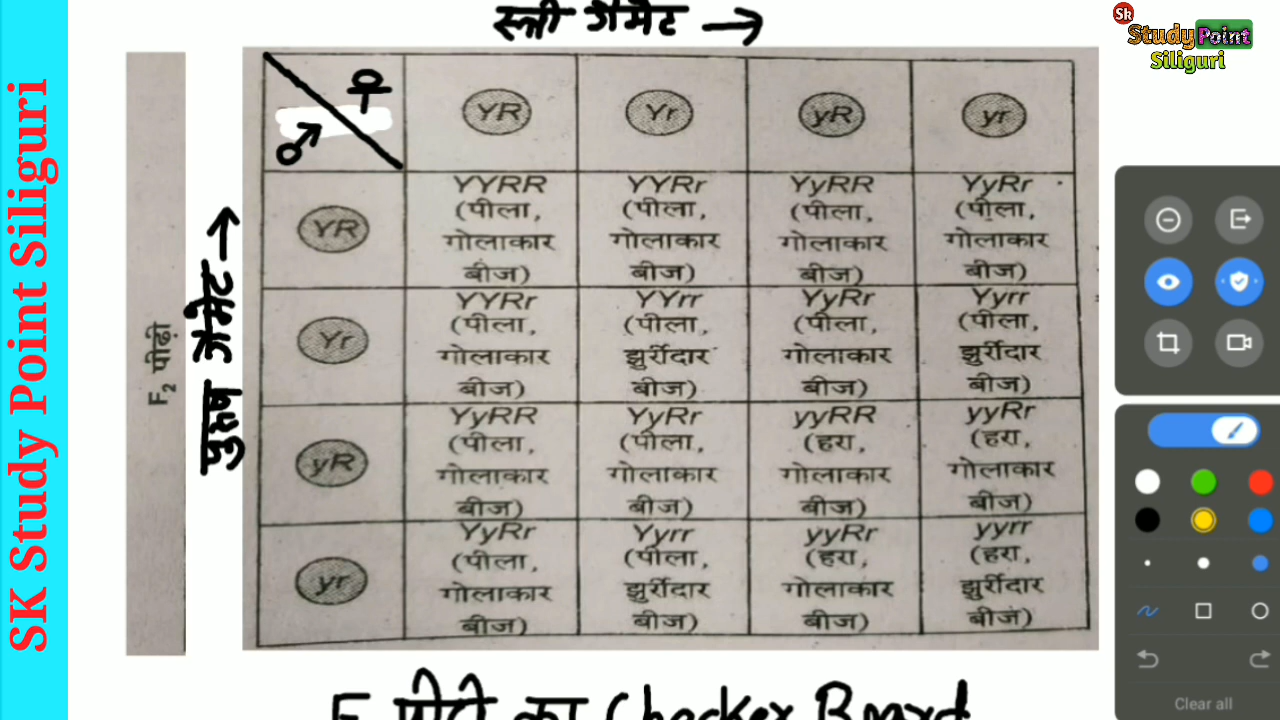 स्त्री गैमेट →
Sk
Study Point
Siliguri
SK Study Point Siliguri
F2 पीढ़ी
पुरुष गैमेट →
♀
♂
YR Yr yR yr
YR
YYRR YYRr YyRR YyRr
(पीला, (पीला, (पीला, (पीला,
गोलाकार गोलाकार गोलाकार गोलाकार
बीज) बीज) बीज) बीज)
Yr
YYRr YYrr YyRr Yyrr
(पीला, (पीला, (पीला, (पीला,
गोलाकार झुर्रीदार गोलाकार झुर्रीदार
बीज) बीज) बीज) बीज)
yR
YyRR YyRr yyRR yyRr
(पीला, (पीला, (हरा, (हरा,
गोलाकार गोलाकार गोलाकार गोलाकार
बीज) बीज) बीज) बीज)
yr
YyRr Yyrr yyRr yyrr
(पीला, (पीला, (हरा, (हरा,
गोलाकार झुर्रीदार गोलाकार झुर्रीदार
बीज) बीज) बीज) बीज)
F पीढी का Checker Board
Clear all